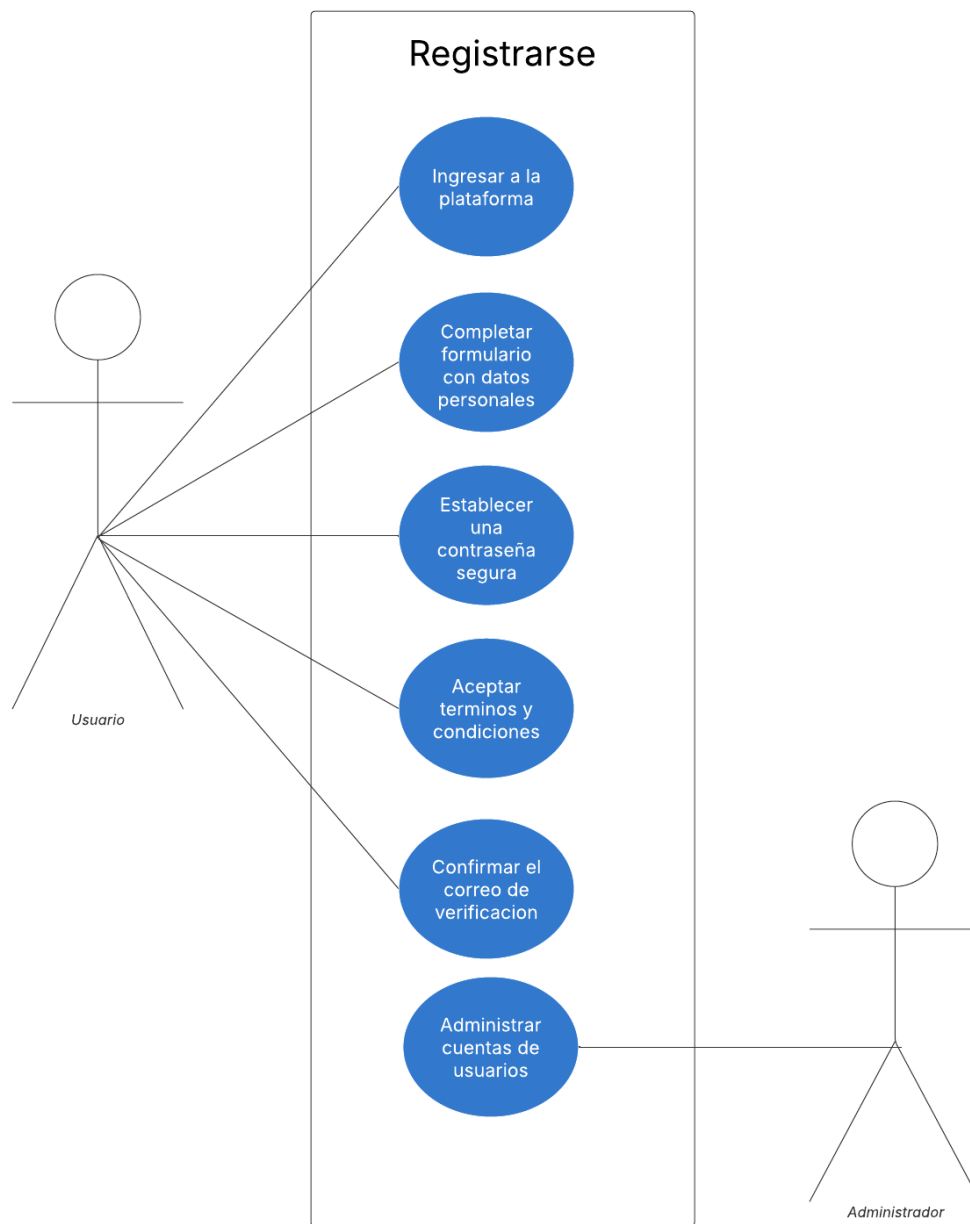 Registrarse
Ingresar a la
plataforma
Completar
formulario
con datos
personales
Establecer
una
contraseña
segura
Aceptar
terminos y
condiciones
Usuario
Confirmar el
correo de
verificacion
Administrar
cuentas de
usuarios
Administrador